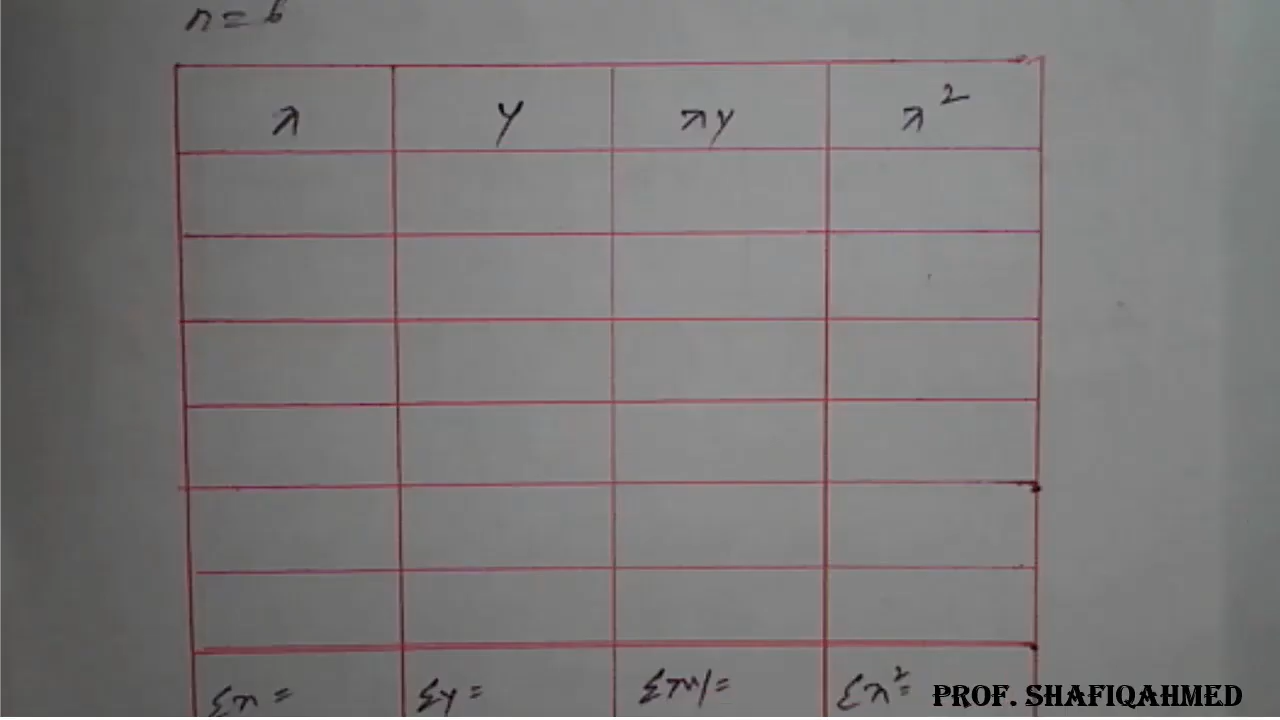 n = 6
x y xy x²
Σx = Σy = Σxy = Σx² =
PROF. SHAFIQAHMED